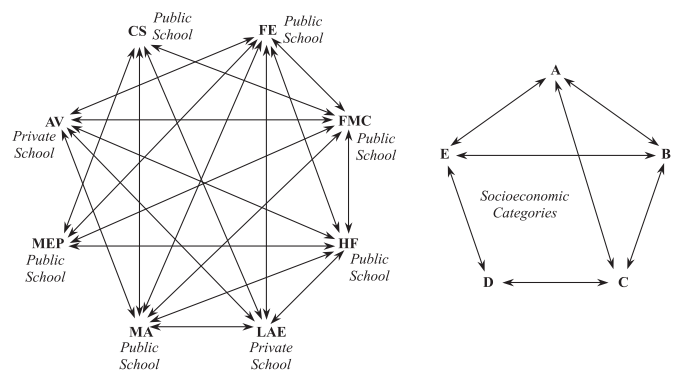 CS
Public
School
FE
Public
School
AV
Private
School
FMC
Public
School
MEP
Public
School
HF
Public
School
MA
Public
School
LAE
Private
School
A
E
B
Socioeconomic
Categories
D
C